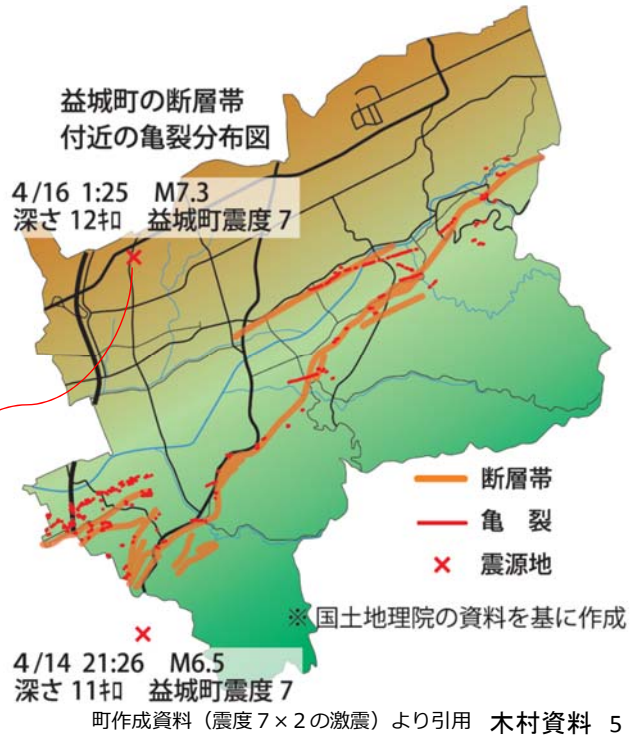 益城町の断層帯
付近の亀裂分布図
4/16 1:25 M7.3
深さ 12㌔ 益城町震度 7
断層帯
亀 裂
× 震源地
※国土地理院の資料を基に作成
4/14 21:26 M6.5
深さ 11㌔ 益城町震度 7
町作成資料（震度７×２の激震）より引用 木村資料 5